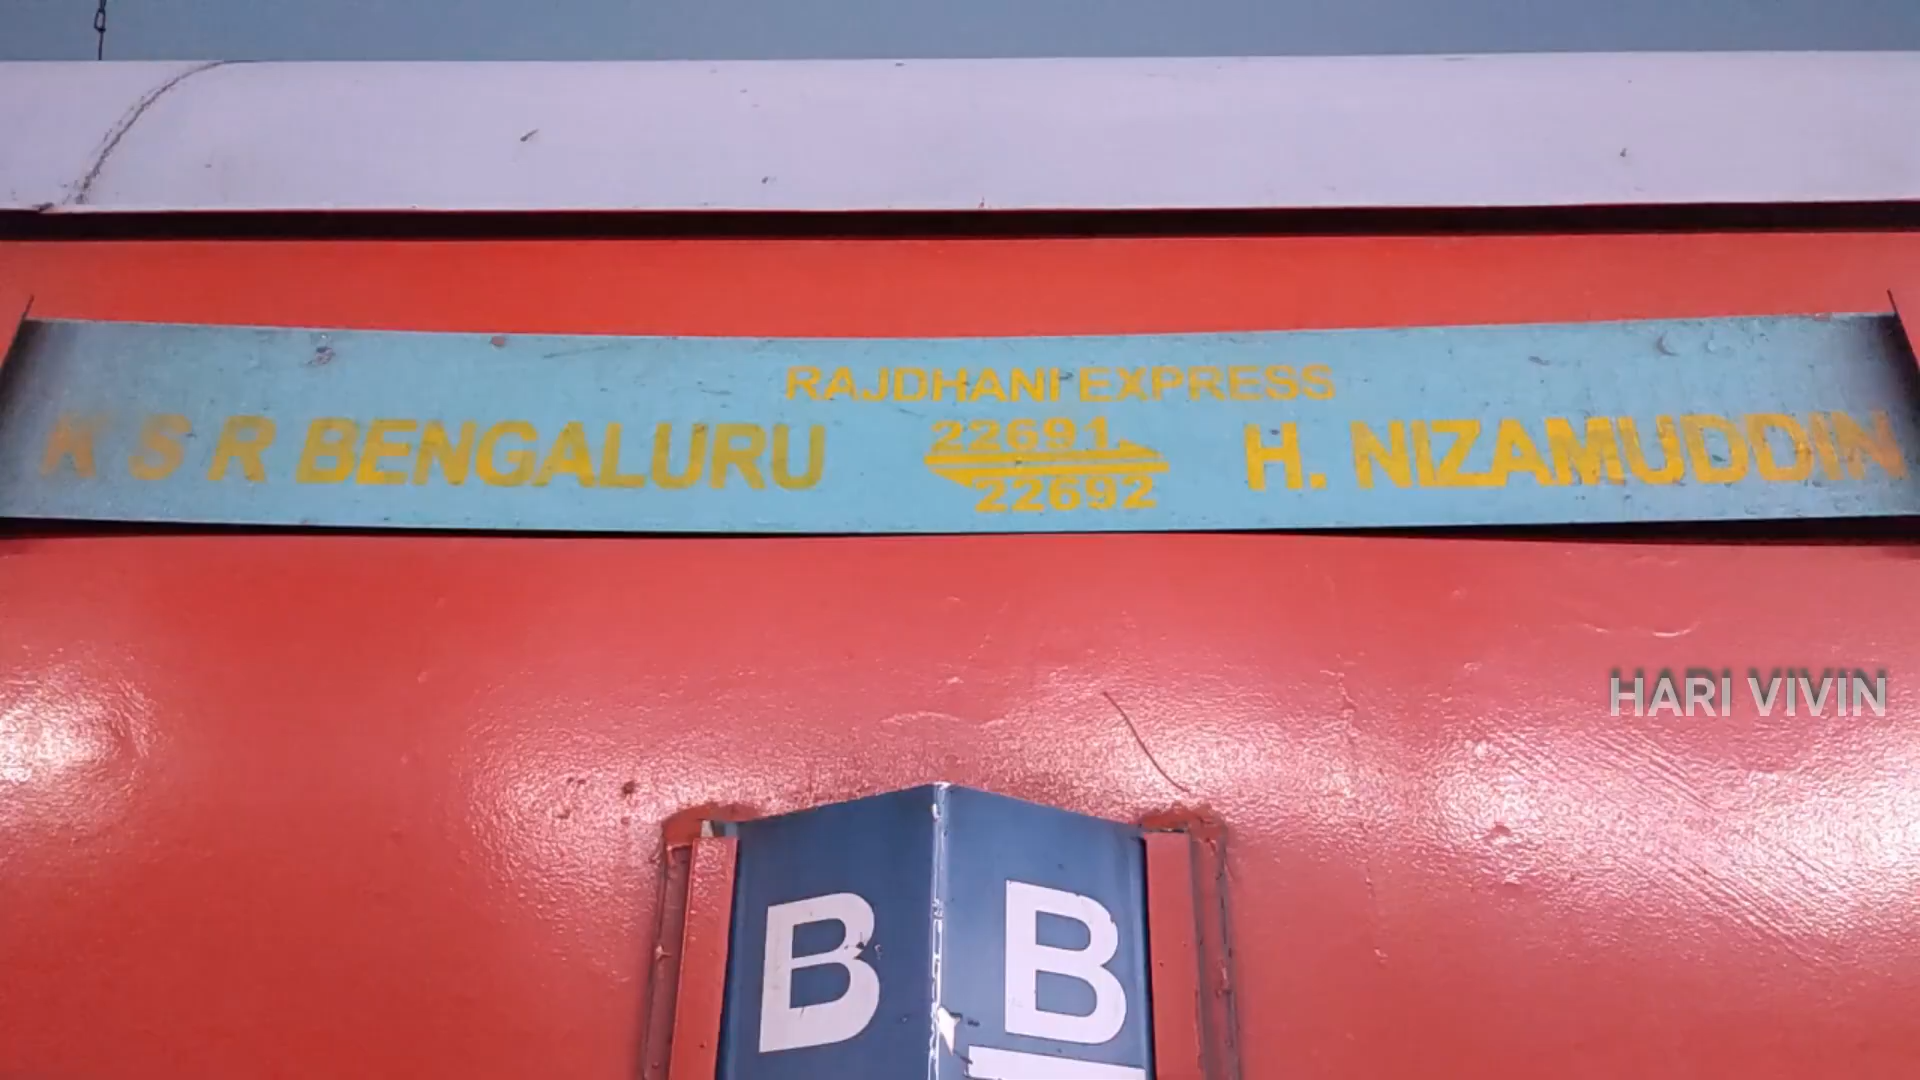 RAJDHANI EXPRESS
K S R BENGALURU 22691 H. NIZAMUDDIN
22692
HARI VIVIN
B B